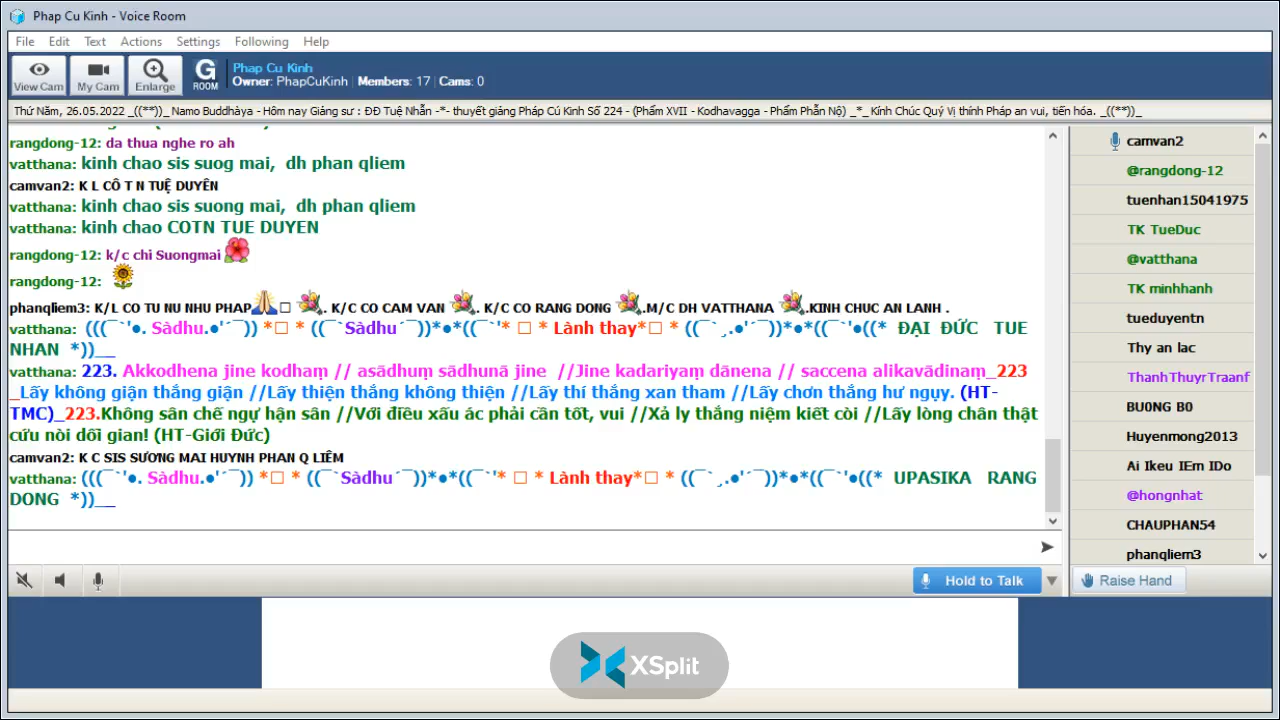 Phap Cu Kinh - Voice Room
File Edit Text Actions Settings Following Help
View Cam My Cam Enlarge G ROOM
Phap Cu Kinh
Owner: PhapCuKinh | Members: 17 | Cams: 0
Thứ Năm, 26.05.2022 _((**))_ Namo Buddhàya - Hôm nay Giảng sư : ĐĐ Tuệ Nhẫn -*- thuyết giảng Pháp Cú Kinh Số 224 - (Phẩm XVII - Kodhavagga - Phẩm Phẫn Nộ) _*_ Kính Chúc Quý Vị thính Pháp an vui, tiến hóa. _((**))_
rangdong-12: da thua nghe ro ah
vatthana: kinh chao sis suog mai, dh phan qliem
camvan2: K L CÔ T N TUỆ DUYÊN
vatthana: kinh chao sis suong mai, dh phan qliem
vatthana: kinh chao COTN TUE DUYEN
rangdong-12: k/c chi Suongmai
rangdong-12:
phanqliem3: K/L CO TU NU NHU PHAP□ . K/C CO CAM VAN . K/C CO RANG DONG .M/C DH VATTHANA .KINH CHUC AN LANH .
vatthana: (((¯`'●. Sàdhu.●'´¯)) *□ * ((¯`Sàdhu´¯))*●*((¯`'* □ * Lành thay*□ * ((¯`¸.●'´¯))*●*((¯`'●((* ĐẠI ĐỨC TUE
NHAN *))__
vatthana: 223. Akkodhena jine kodhaṃ // asādhuṃ sādhunā jine //Jine kadariyaṃ dānena // saccena alikavādinaṃ_223
_Lấy không giận thắng giận //Lấy thiện thắng không thiện //Lấy thí thắng xan tham //Lấy chơn thắng hư ngụy. (HT-
TMC)_223.Không sân chế ngự hận sân //Với điều xấu ác phải cần tốt, vui //Xả ly thắng niệm kiết còi //Lấy lòng chân thật
cứu nòi dối gian! (HT-Giới Đức)
camvan2: K C SIS SƯƠNG MAI HUYNH PHAN Q LIÊM
vatthana: (((¯`'●. Sàdhu.●'´¯)) *□ * ((¯`Sàdhu´¯))*●*((¯`'* □ * Lành thay*□ * ((¯`¸.●'´¯))*●*((¯`'●((* UPASIKA RANG
DONG *))__
camvan2
@rangdong-12
tuenhan15041975
TK TueDuc
@vatthana
TK minhhanh
tueduyentn
Thy an lac
ThanhThuyrTraanf
BU0NG B0
Huyenmong2013
Ai Ikeu IEm IDo
@hongnhat
CHAUPHAN54
phanqliem3
Hold to Talk
Raise Hand
XSplit